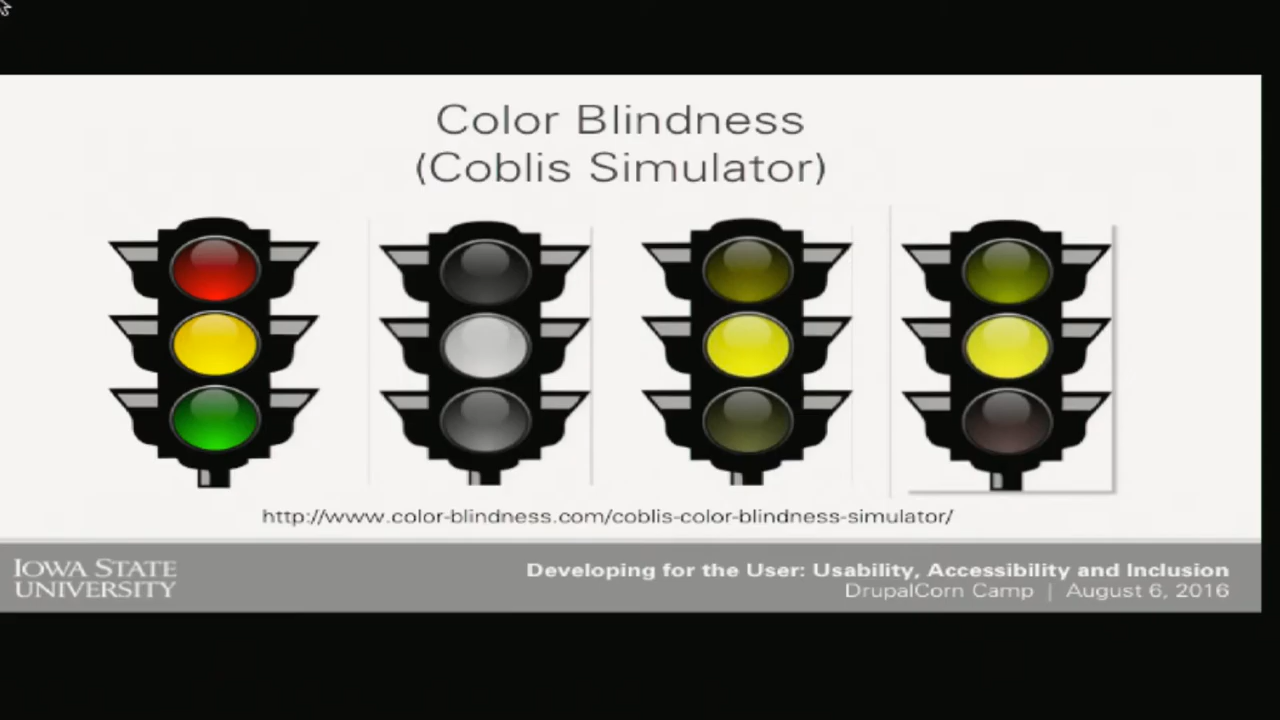 Color Blindness
(Coblis Simulator)
http://www.color-blindness.com/coblis-color-blindness-simulator/
IOWA STATE
UNIVERSITY
Developing for the User: Usability, Accessibility and Inclusion
DrupalCorn Camp | August 6, 2016